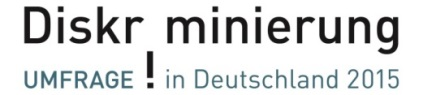 Diskr minierung
UMFRAGE ! in Deutschland 2015